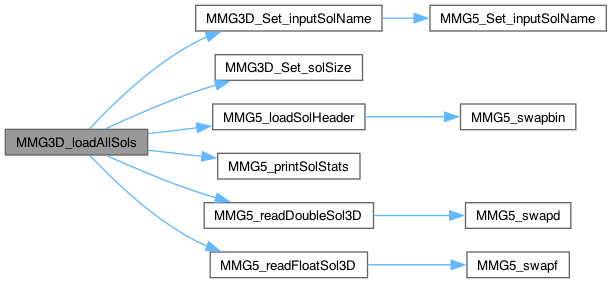 MMG3D_Set_inputSolName
MMG5_Set_inputSolName
MMG3D_Set_solSize
MMG5_loadSolHeader
MMG5_swapbin
MMG3D_loadAllSols
MMG5_printSolStats
MMG5_readDoubleSol3D
MMG5_swapd
MMG5_readFloatSol3D
MMG5_swapf